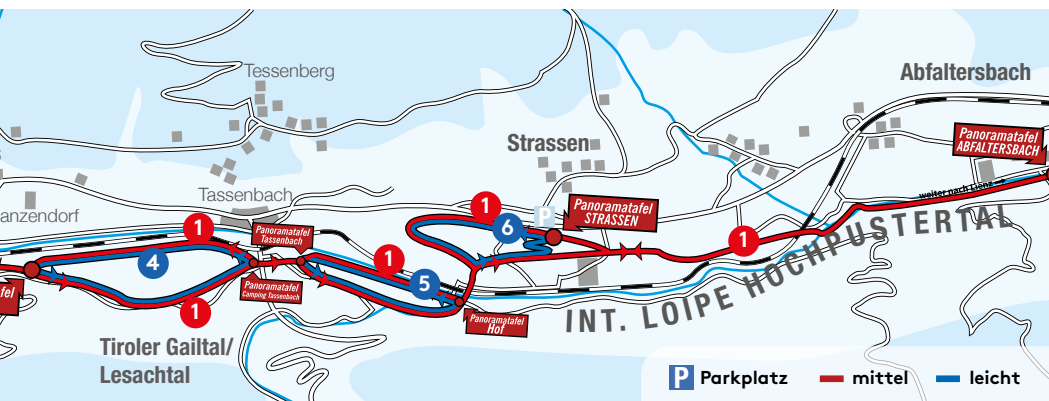 Tessenberg
Abfaltersbach
Strassen
Panoramatafel
ABFALTERSBACH
weiter nach Lienz
Tassenbach
anzendorf
Panoramatafel
STRASSEN
P
1
6
1
Panoramatafel
Tassenbach
1
4
1
5
Panoramatafel
Camping Tassenbach
1
Panoramatafel
Hof
INT. LOIPE HOCHPUSTERTAL
Tiroler Gailtal/
Lesachtal
P Parkplatz
mittel
leicht